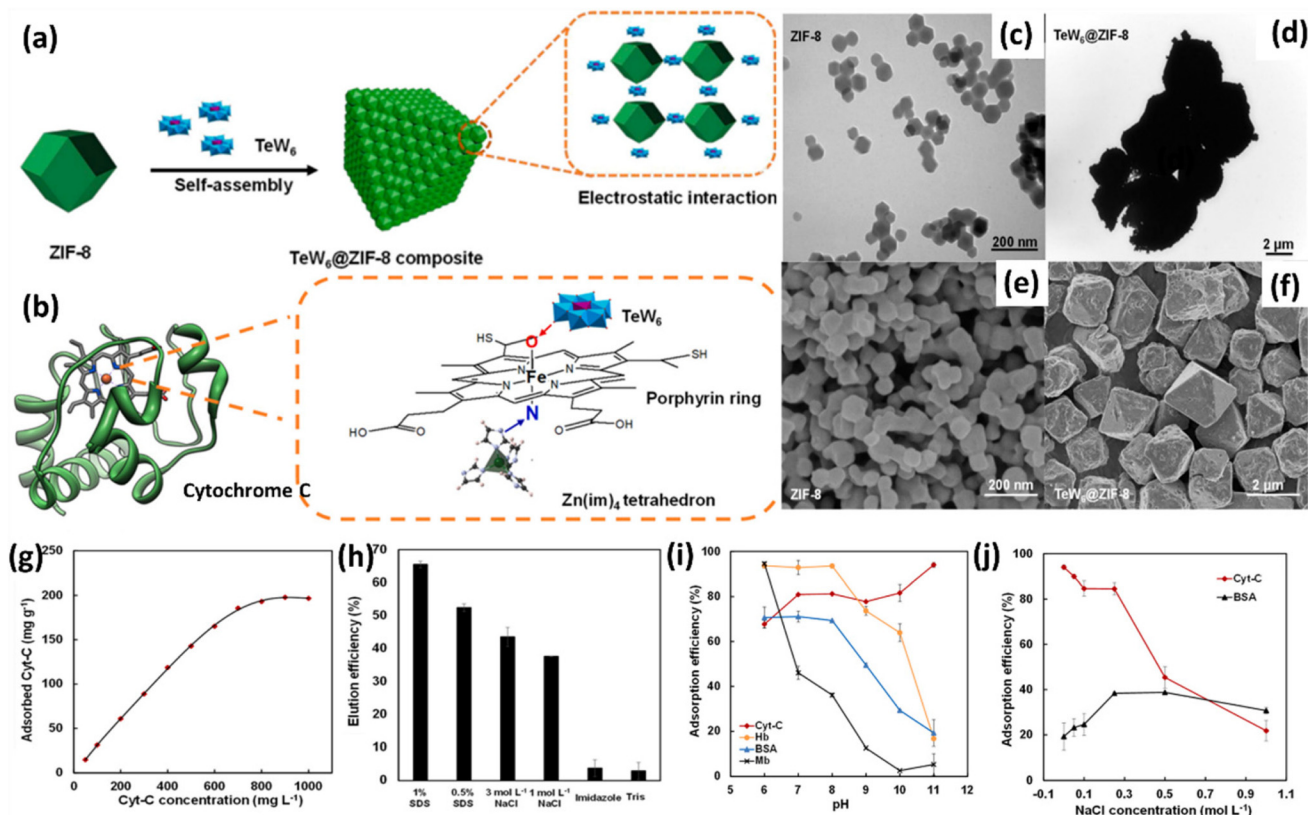 (a)
TeW6
Self-assembly
ZIF-8
TeW6@ZIF-8 composite
Electrostatic interaction
(b)
Cytochrome C
TeW6
HS
O
SH
Fe
N
N
N
N
Porphyrin ring
N
HO
O
O
OH
Zn(im)4 tetrahedron
ZIF-8
(c)
200 nm
TeW6@ZIF-8
(d)
2 µm
(e)
ZIF-8
200 nm
(f)
TeW6@ZIF-8
2 µm
(g)
Adsorbed Cyt-C (mg g-1)
250
200
150
100
50
0
0 200 400 600 800 1000
Cyt-C concentration (mg L-1)
(h)
Elution efficiency (%)
70
60
50
40
30
20
10
0
1% SDS
0.5% SDS
3 mol L-1 NaCl
1 mol L-1 NaCl
Imidazole
Tris
(i)
Adsorption efficiency (%)
100
80
60
40
20
0
Cyt-C
Hb
BSA
Mb
5 6 7 8 9 10 11 12
pH
(j)
Adsorption efficiency (%)
100
80
60
40
20
0
Cyt-C
BSA
-0.1 0.1 0.3 0.5 0.7 0.9 1.1
NaCl concentration (mol L-1)